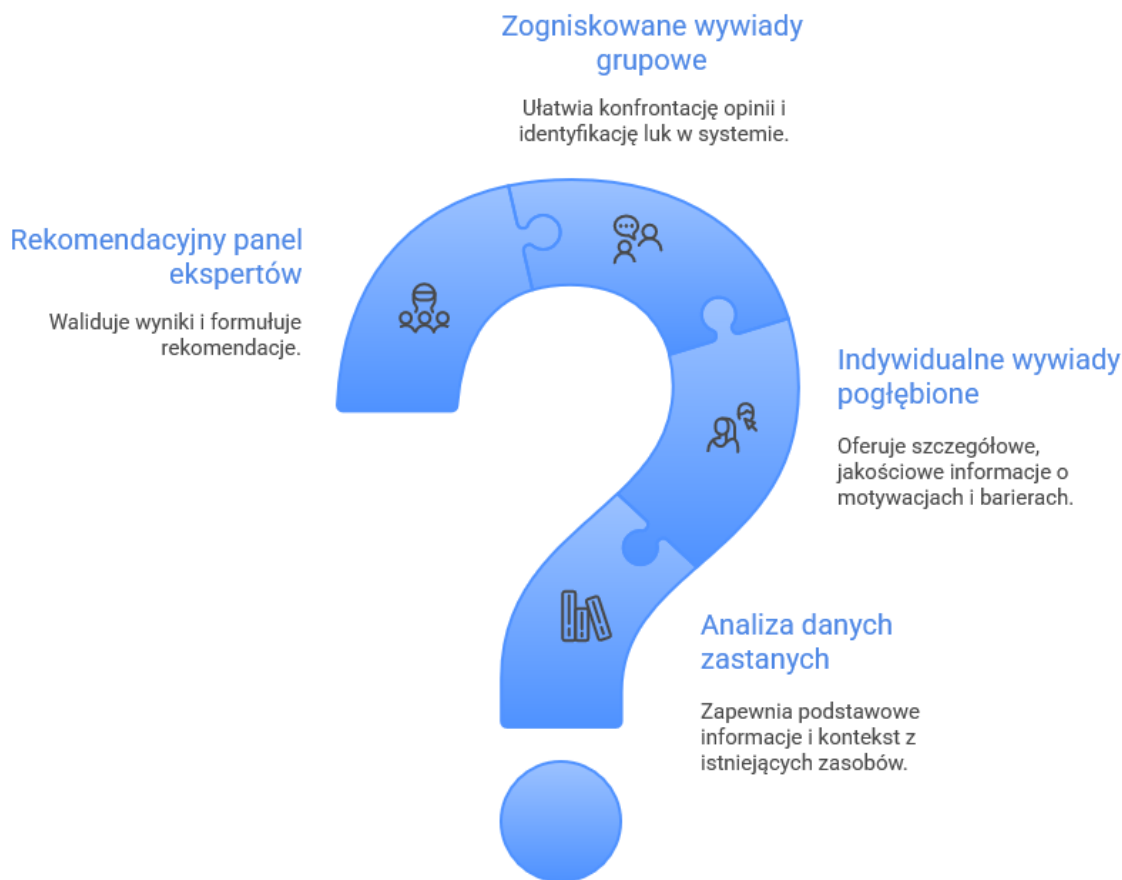 Zogniskowane wywiady
grupowe
Ułatwia konfrontację opinii i
identyfikację luk w systemie.
Rekomendacyjny panel
ekspertów
Waliduje wyniki i formułuje
rekomendacje.
Indywidualne wywiady
pogłębione
Oferuje szczegółowe,
jakościowe informacje o
motywacjach i barierach.
Analiza danych
zastanych
Zapewnia podstawowe
informacje i kontekst z
istniejących zasobów.